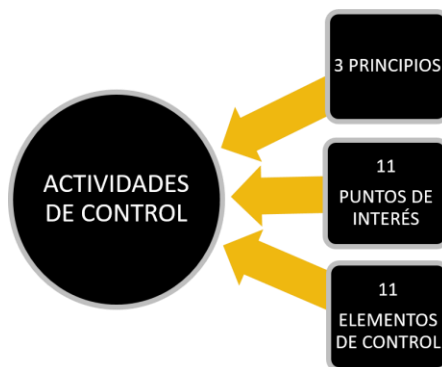 ACTIVIDADES
DE CONTROL
3 PRINCIPIOS
11
PUNTOS DE
INTERÉS
11
ELEMENTOS
DE CONTROL